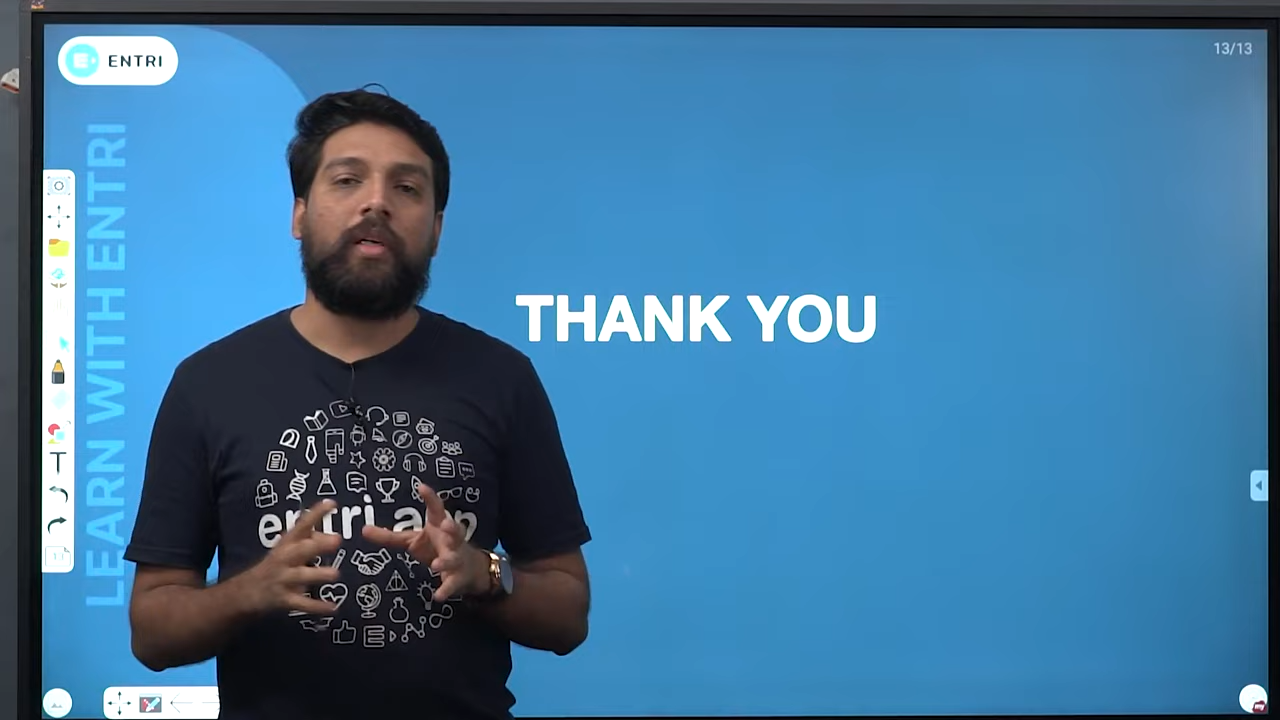 ENTRI
13/13
LEARN WITH ENTRI
THANK YOU
entri app
T